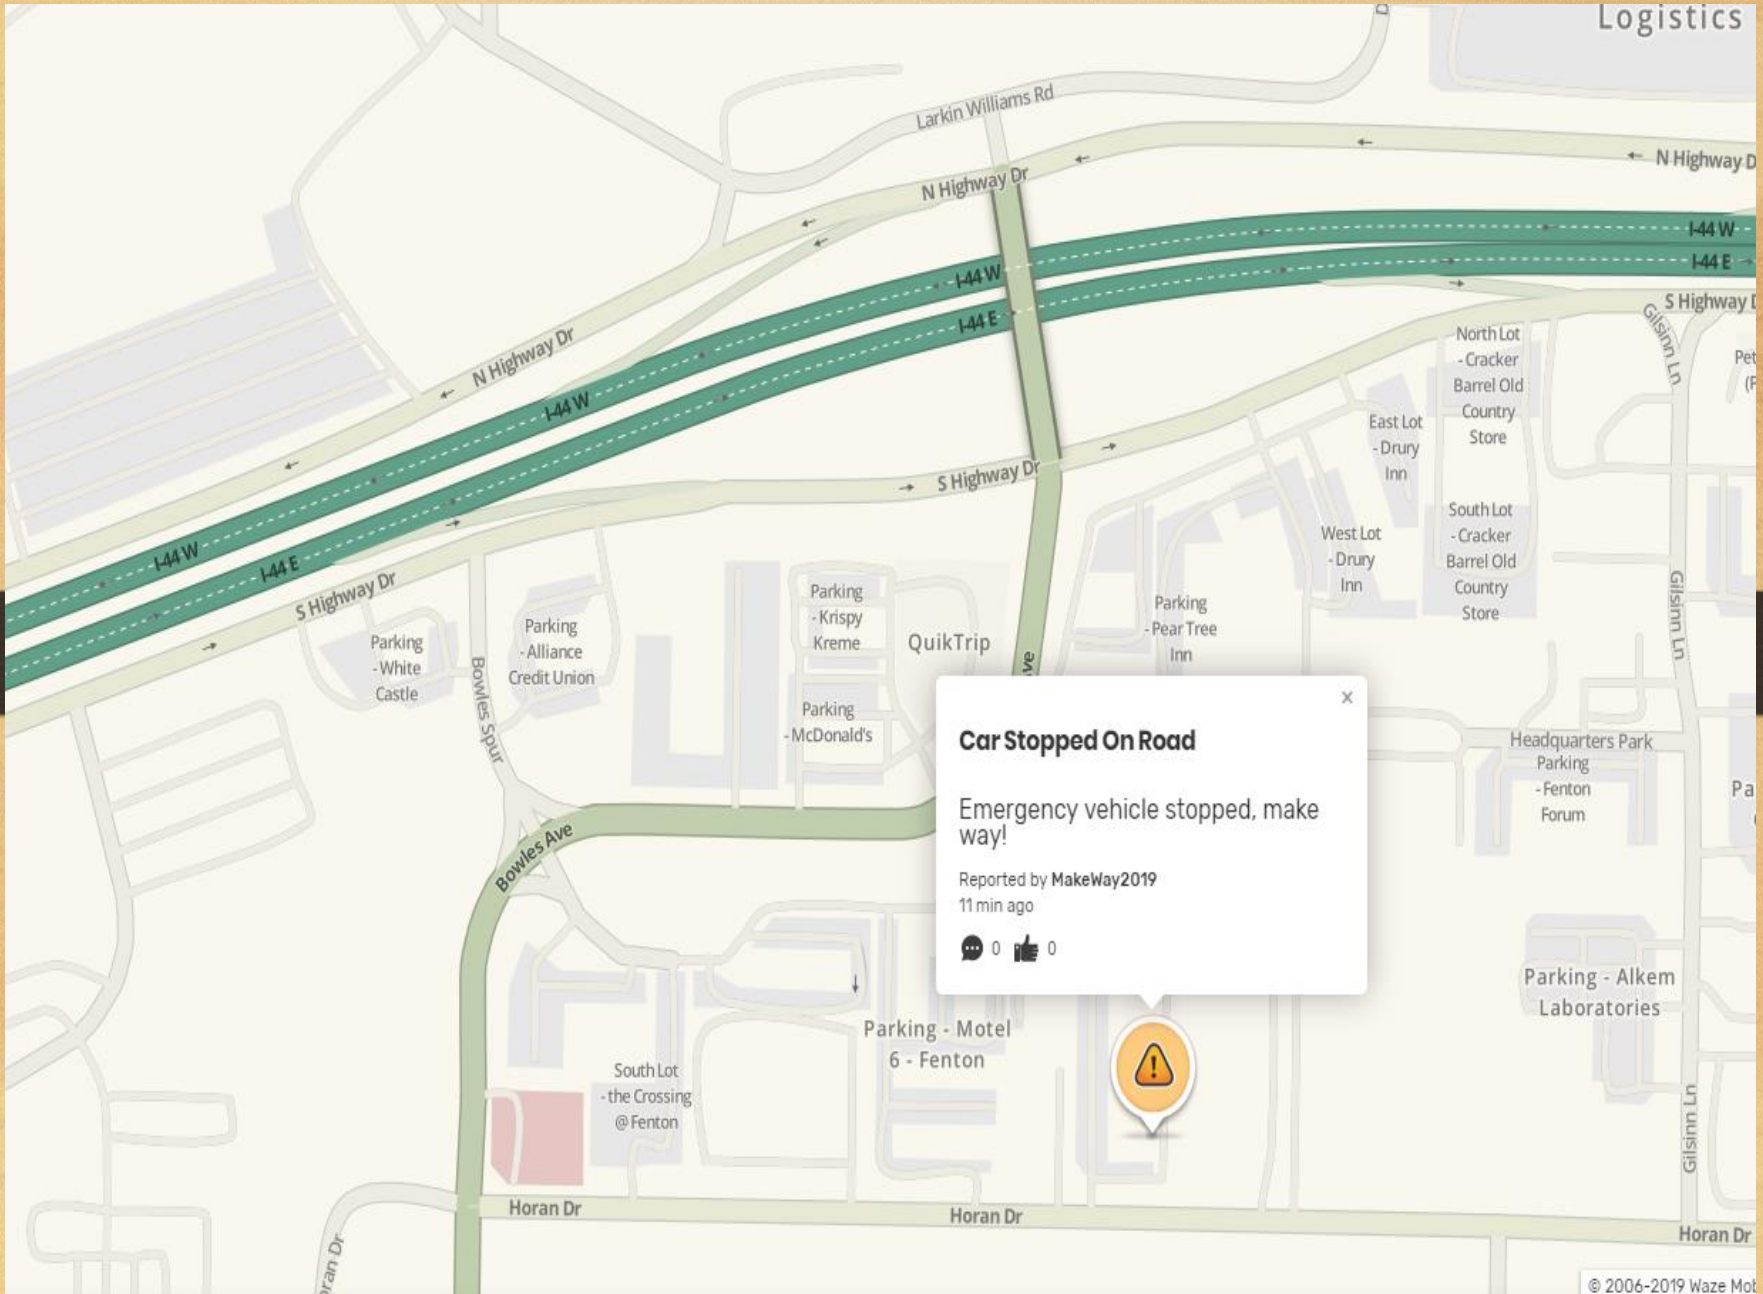 Logistics
Larkin Williams Rd
N Highway Dr
N Highway D
I-44 W
I-44 W
I-44 E
I-44 E
S Highway D
Gilsinn Ln
N Highway Dr
North Lot
- Cracker
Barrel Old
Country
Store
Pet
I-44 W
East Lot
- Drury
Inn
S Highway Dr
I-44 W
I-44 E
S Highway Dr
West Lot
- Drury
Inn
South Lot
- Cracker
Barrel Old
Country
Store
Parking
- White
Castle
Bowles Spur
Parking
- Alliance
Credit Union
Parking
- Krispy
Kreme
QuikTrip
Parking
- Pear Tree
Inn
Gilsinn Ln
Parking
- McDonald's
ve
Headquarters Park
Parking
- Fenton
Forum
Pa
Bowles Ave
×
Car Stopped On Road
Emergency vehicle stopped, make
way!
Reported by MakeWay2019
11 min ago
0 0
Parking - Alkem
Laboratories
Parking - Motel
6 - Fenton
South Lot
- the Crossing
@ Fenton
Gilsinn Ln
Horan Dr
Horan Dr
Horan Dr
oran Dr
© 2006-2019 Waze Mob